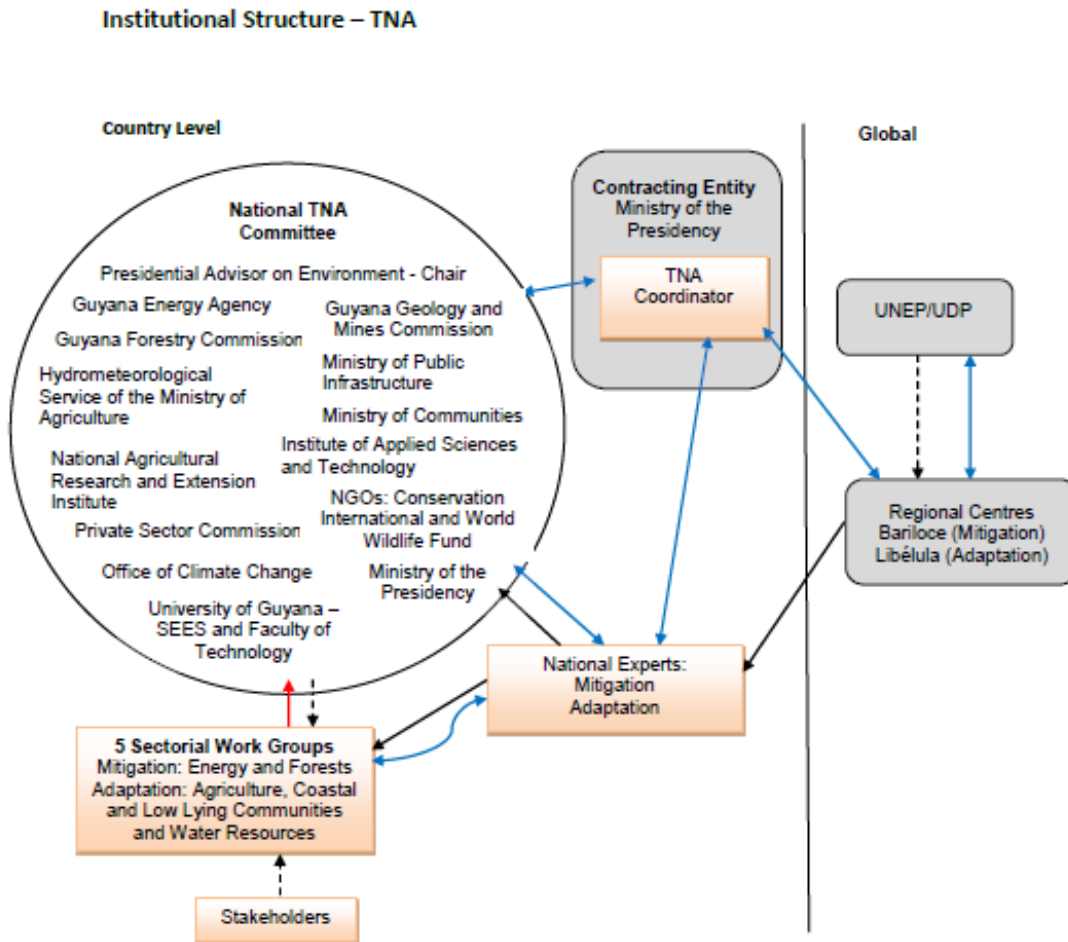 Institutional Structure – TNA
Country Level
Global
National TNA
Committee
Presidential Advisor on Environment - Chair
Guyana Energy Agency
Guyana Forestry Commission
Hydrometeorological
Service of the Ministry of
Agriculture
National Agricultural
Research and Extension
Institute
Private Sector Commission
Office of Climate Change
University of Guyana –
SEES and Faculty of
Technology
Guyana Geology and
Mines Commission
Ministry of Public
Infrastructure
Ministry of Communities
Institute of Applied Sciences
and Technology
NGOs: Conservation
International and World
Wildlife Fund
Ministry of the
Presidency
Contracting Entity
Ministry of the
Presidency
TNA
Coordinator
UNEP/UDP
Regional Centres
Bariloce (Mitigation)
Libélula (Adaptation)
National Experts:
Mitigation
Adaptation
5 Sectorial Work Groups
Mitigation: Energy and Forests
Adaptation: Agriculture, Coastal
and Low Lying Communities
and Water Resources
Stakeholders